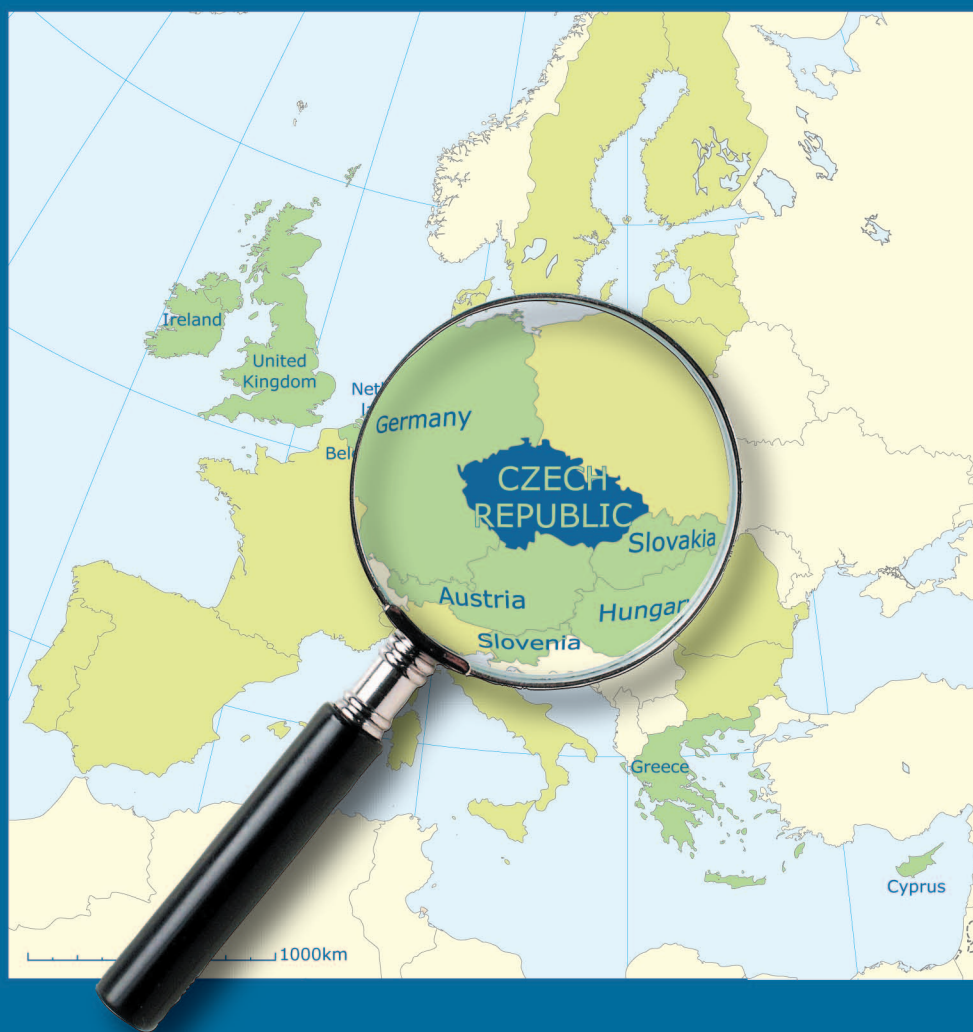 Ireland
United
Kingdom
Germany
CZECH
REPUBLIC
Slovakia
Austria
Slovenia
Greece
Cyprus
1000km